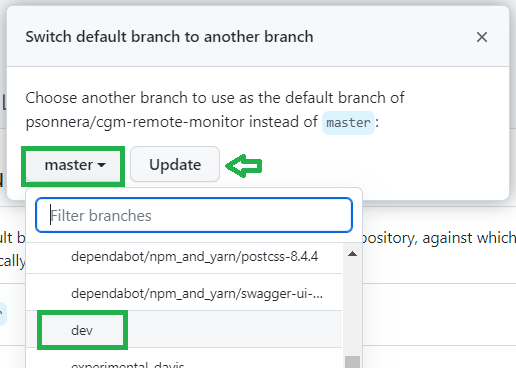 Switch default branch to another branch
Choose another branch to use as the default branch of
psonnera/cgm-remote-monitor instead of master:
master
Update
Filter branches
dependabot/npm_and_yarn/postcss-8.4.4
ult b
pository, against which
dependabot/npm_and_yarn/swagger-ui-...
cally
dev
experimental_davis